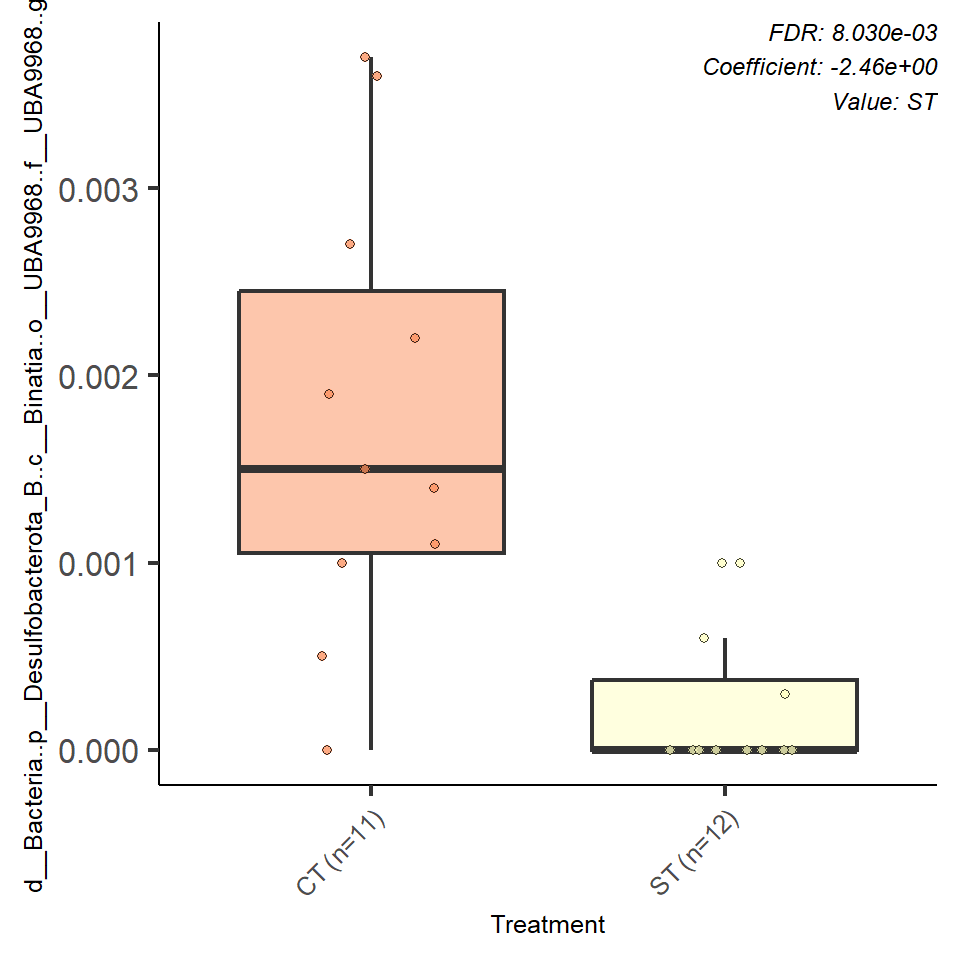 FDR: 8.030e-03
Coefficient: -2.46e+00
Value: ST
d__Bacteria..p__Desulfobacterota_B..c__Binatia..o__UBA9968..f__UBA9968..g
0.003
0.002
0.001
0.000
CT (n=11)
ST (n=12)
Treatment